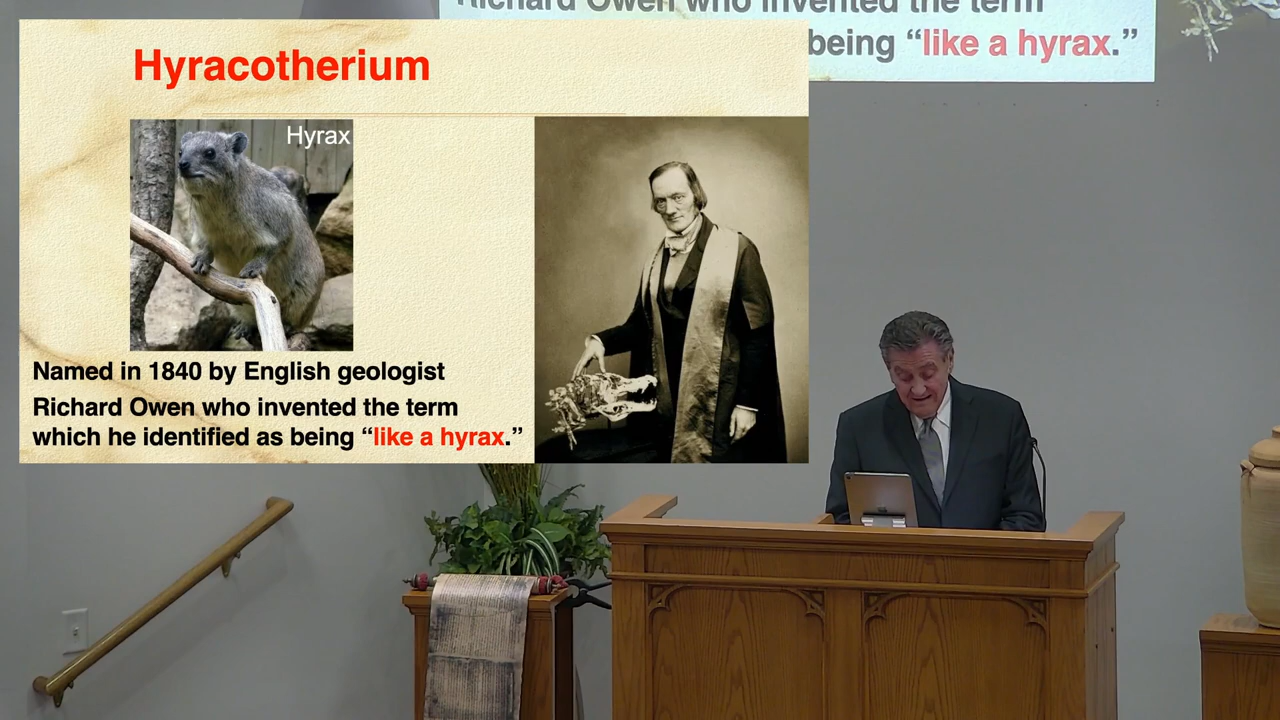 Richard Owen who invented the term
being “like a hyrax.”
Hyracotherium
Hyrax
Named in 1840 by English geologist
Richard Owen who invented the term
which he identified as being “like a hyrax.”